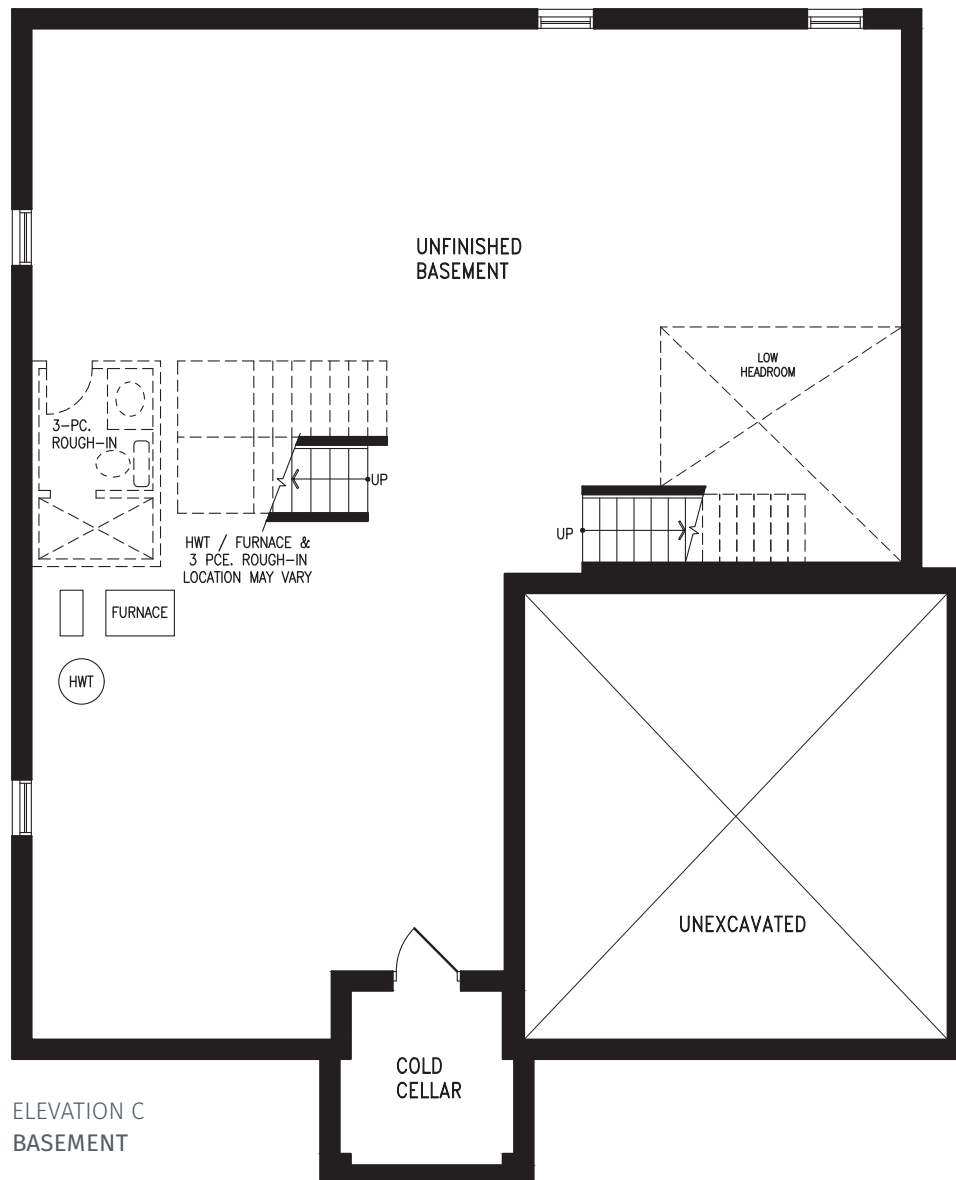 UNFINISHED
BASEMENT
LOW
HEADROOM
3-PC.
ROUGH-IN
UP
UP
HWT / FURNACE &
3 PCE. ROUGH-IN
LOCATION MAY VARY
FURNACE
HWT
UNEXCAVATED
COLD
CELLAR
ELEVATION C
BASEMENT